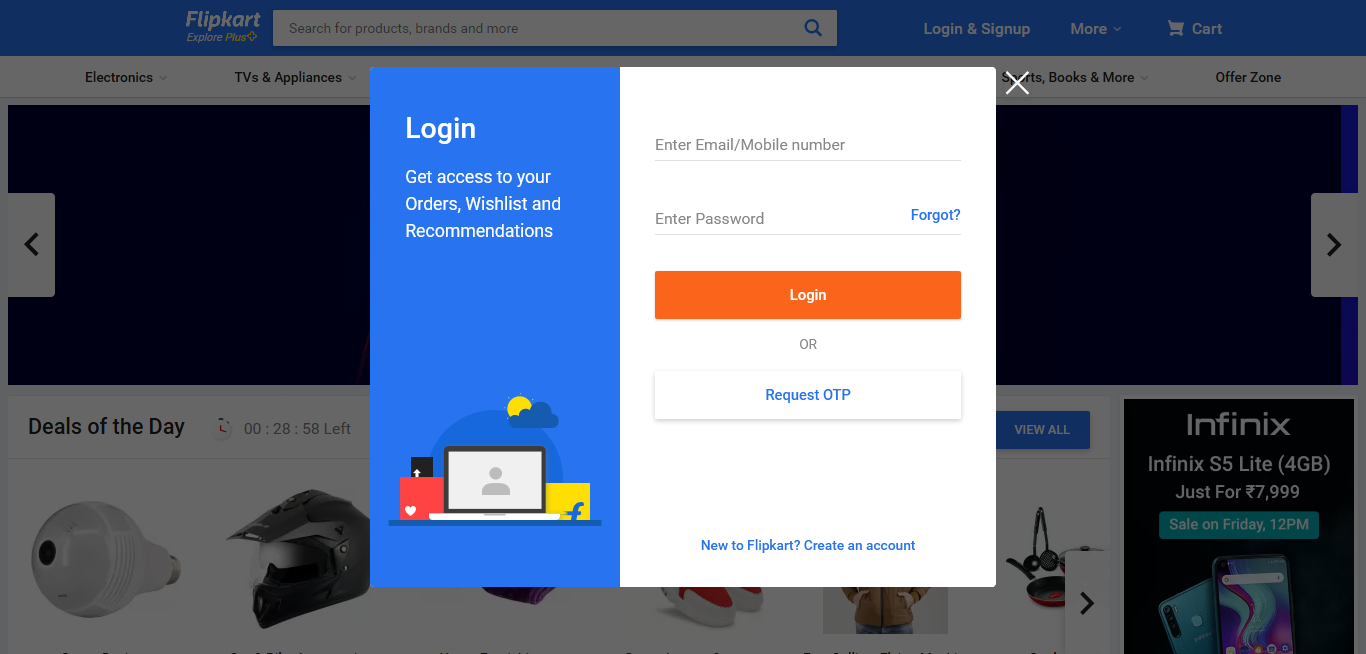 Flipkart
Explore Plus
Search for products, brands and more
Login & Signup
More
Cart
Electronics
TVs & Appliances
Sports, Books & More
Offer Zone
Login
Get access to your
Orders, Wishlist and
Recommendations
Enter Email/Mobile number
Enter Password
Forgot?
Login
OR
Request OTP
New to Flipkart? Create an account
Deals of the Day
00 : 28 : 58 Left
VIEW ALL
Infinix
Infinix S5 Lite (4GB)
Just For ₹7,999
Sale on Friday, 12PM